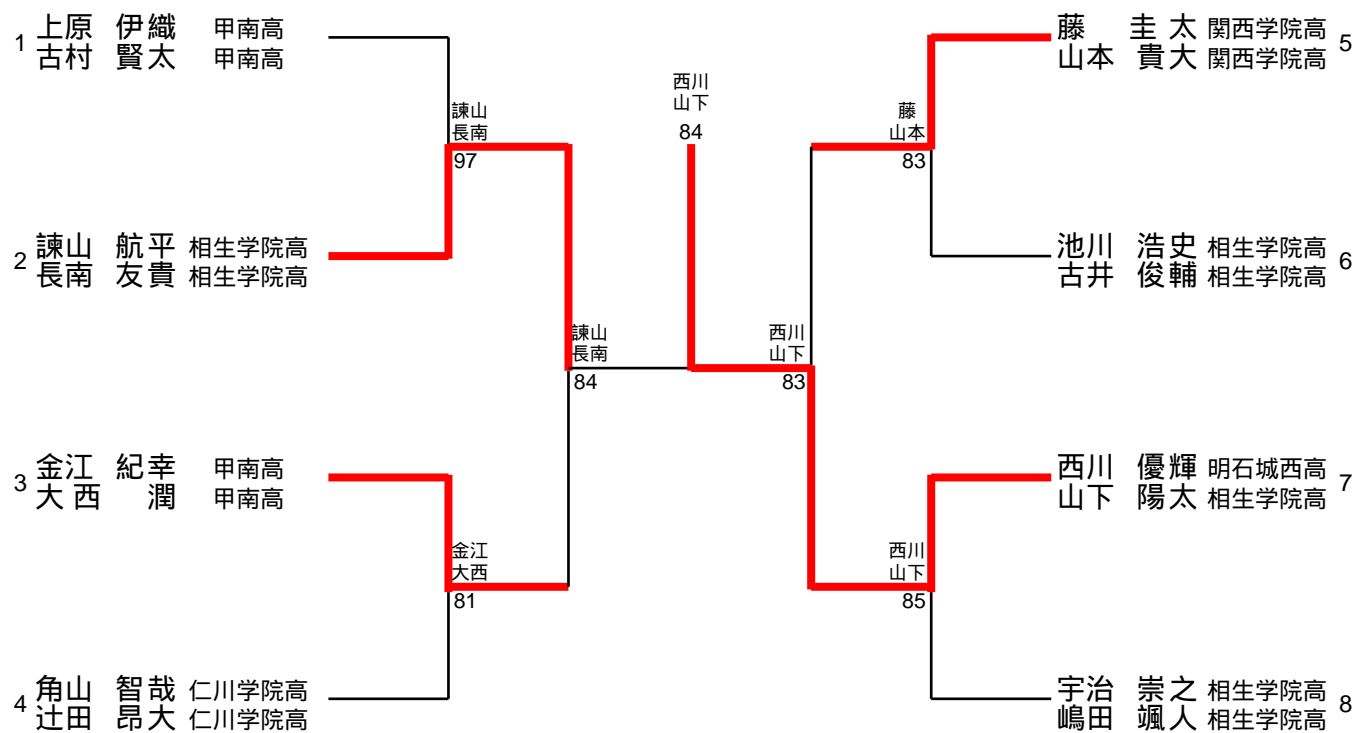 1 上原 伊織 甲南高
古村 賢太 甲南高
2 諫山 航平 相生学院高
長南 友貴 相生学院高
3 金江 紀幸 甲南高
大西 潤 甲南高
4 角山 智哉 仁川学院高
辻田 昂大 仁川学院高
諫山
長南
97
金江
大西
81
諫山
長南
84
西川
山下
84
西川
山下
83
藤
山本
83
西川
山下
85
藤 圭太 関西学院高 5
山本 貴大 関西学院高
池川 浩史 相生学院高 6
古井 俊輔 相生学院高
西川 優輝 明石城西高 7
山下 陽太 相生学院高
宇治 崇之 相生学院高 8
嶋田 颯人 相生学院高